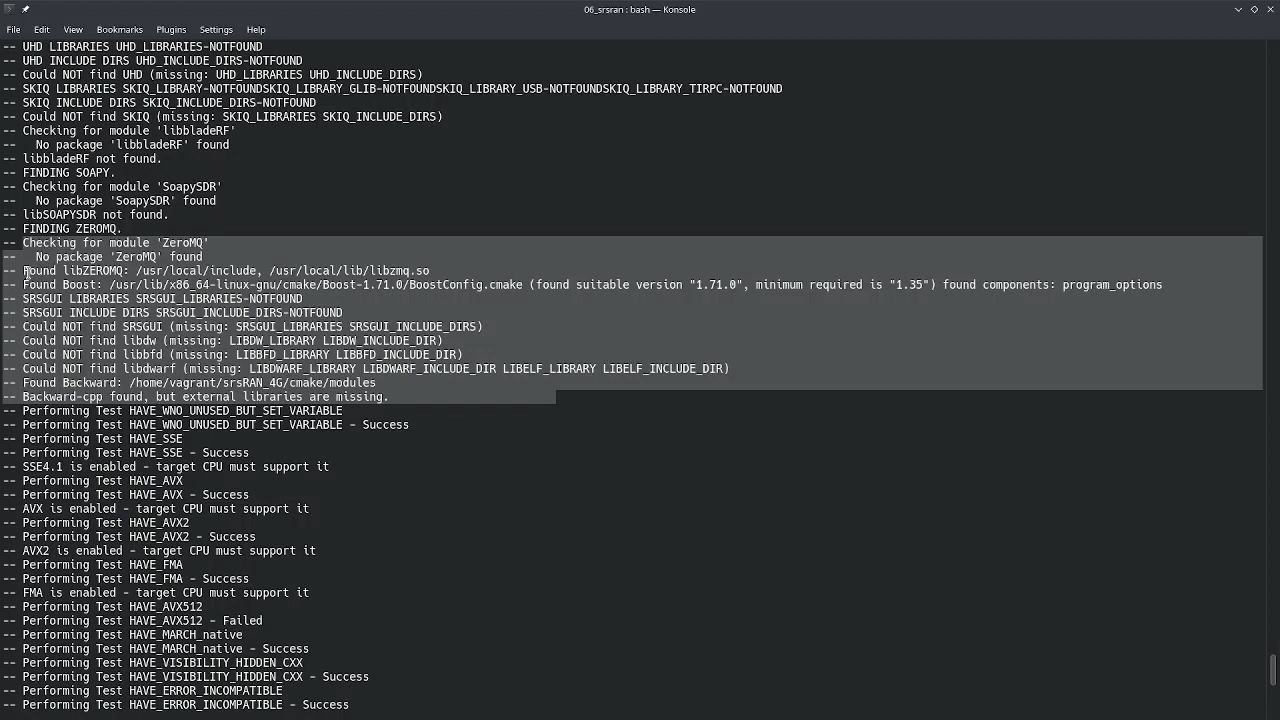 06_srsran : bash — Konsole
File Edit View Bookmarks Plugins Settings Help
-- UHD LIBRARIES UHD_LIBRARIES-NOTFOUND
-- UHD INCLUDE DIRS UHD_INCLUDE_DIRS-NOTFOUND
-- Could NOT find UHD (missing: UHD_LIBRARIES UHD_INCLUDE_DIRS)
-- SKIQ LIBRARIES SKIQ_LIBRARY-NOTFOUNDSKIQ_LIBRARY_GLIB-NOTFOUNDSKIQ_LIBRARY_USB-NOTFOUNDSKIQ_LIBRARY_TIRPC-NOTFOUND
-- SKIQ INCLUDE DIRS SKIQ_INCLUDE_DIRS-NOTFOUND
-- Could NOT find SKIQ (missing: SKIQ_LIBRARIES SKIQ_INCLUDE_DIRS)
-- Checking for module 'libbladeRF'
--   No package 'libbladeRF' found
-- libbladeRF not found.
-- FINDING SOAPY.
-- Checking for module 'SoapySDR'
--   No package 'SoapySDR' found
-- libSOAPYSDR not found.
-- FINDING ZEROMQ.
-- Checking for module 'ZeroMQ'
--   No package 'ZeroMQ' found
-- Found libZEROMQ: /usr/local/include, /usr/local/lib/libzmq.so
-- Found Boost: /usr/lib/x86_64-linux-gnu/cmake/Boost-1.71.0/BoostConfig.cmake (found suitable version "1.71.0", minimum required is "1.35") found components: program_options
-- SRSGUI LIBRARIES SRSGUI_LIBRARIES-NOTFOUND
-- SRSGUI INCLUDE DIRS SRSGUI_INCLUDE_DIRS-NOTFOUND
-- Could NOT find SRSGUI (missing: SRSGUI_LIBRARIES SRSGUI_INCLUDE_DIRS)
-- Could NOT find libdw (missing: LIBDW_LIBRARY LIBDW_INCLUDE_DIR)
-- Could NOT find libbfd (missing: LIBBFD_LIBRARY LIBBFD_INCLUDE_DIR)
-- Could NOT find libdwarf (missing: LIBDWARF_LIBRARY LIBDWARF_INCLUDE_DIR LIBELF_LIBRARY LIBELF_INCLUDE_DIR)
-- Found Backward: /home/vagrant/srsRAN_4G/cmake/modules
-- Backward-cpp found, but external libraries are missing.
-- Performing Test HAVE_WNO_UNUSED_BUT_SET_VARIABLE
-- Performing Test HAVE_WNO_UNUSED_BUT_SET_VARIABLE - Success
-- Performing Test HAVE_SSE
-- Performing Test HAVE_SSE - Success
-- SSE4.1 is enabled - target CPU must support it
-- Performing Test HAVE_AVX
-- Performing Test HAVE_AVX - Success
-- AVX is enabled - target CPU must support it
-- Performing Test HAVE_AVX2
-- Performing Test HAVE_AVX2 - Success
-- AVX2 is enabled - target CPU must support it
-- Performing Test HAVE_FMA
-- Performing Test HAVE_FMA - Success
-- FMA is enabled - target CPU must support it
-- Performing Test HAVE_AVX512
-- Performing Test HAVE_AVX512 - Failed
-- Performing Test HAVE_MARCH_native
-- Performing Test HAVE_MARCH_native - Success
-- Performing Test HAVE_VISIBILITY_HIDDEN_CXX
-- Performing Test HAVE_VISIBILITY_HIDDEN_CXX - Success
-- Performing Test HAVE_ERROR_INCOMPATIBLE
-- Performing Test HAVE_ERROR_INCOMPATIBLE - Success